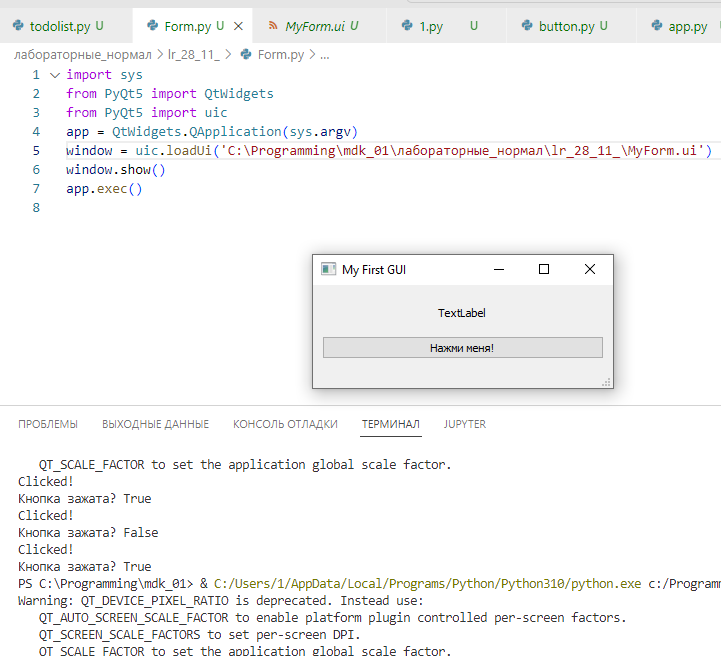 todolist.py U Form.py U MyForm.ui U 1.py U button.py U app.py
лабораторные_нормал > lr_28_11_ > Form.py > ...
1 import sys
2 from PyQt5 import QtWidgets
3 from PyQt5 import uic
4 app = QtWidgets.QApplication(sys.argv)
5 window = uic.loadUi('C:\Programming\mdk_01\лабораторные_нормал\lr_28_11_\MyForm.ui')
6 window.show()
7 app.exec()
8
My First GUI
TextLabel
Нажми меня!
ПРОБЛЕМЫ ВЫХОДНЫЕ ДАННЫЕ КОНСОЛЬ ОТЛАДКИ ТЕРМИНАЛ JUPYTER
QT_SCALE_FACTOR to set the application global scale factor.
Clicked!
Кнопка зажата? True
Clicked!
Кнопка зажата? False
Clicked!
Кнопка зажата? True
PS C:\Programming\mdk_01> & C:/Users/1/AppData/Local/Programs/Python/Python310/python.exe c:/Programm
Warning: QT_DEVICE_PIXEL_RATIO is deprecated. Instead use:
QT_AUTO_SCREEN_SCALE_FACTOR to enable platform plugin controlled per-screen factors.
QT_SCREEN_SCALE_FACTORS to set per-screen DPI.
QT_SCALE_FACTOR to set the application global scale factor.